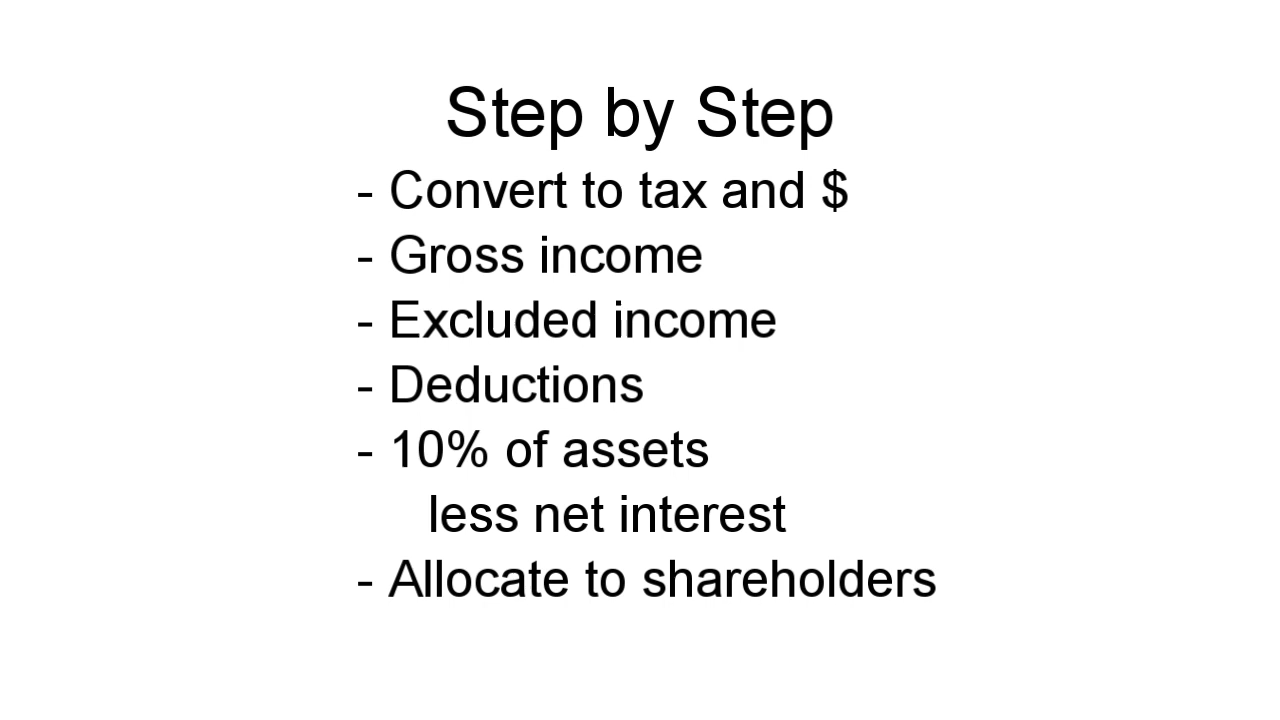 Step by Step
- Convert to tax and $
- Gross income
- Excluded income
- Deductions
- 10% of assets
less net interest
- Allocate to shareholders